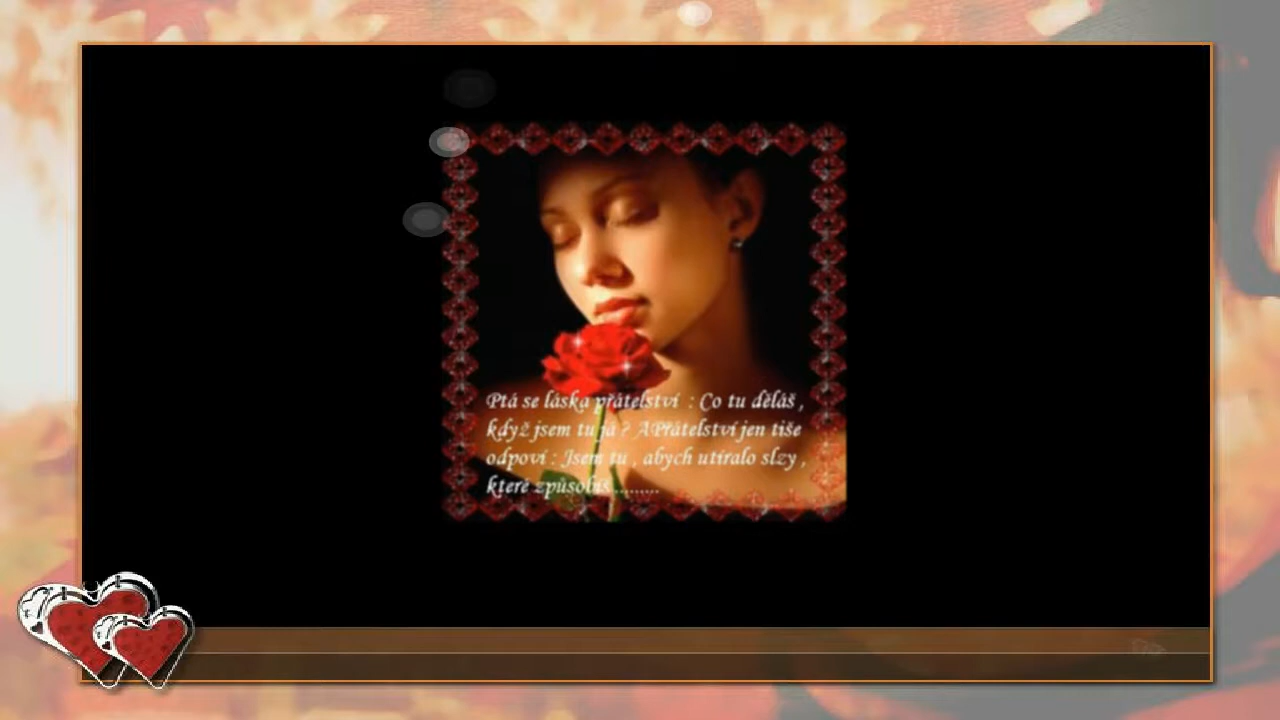 Ptá se láska přátelství : Co tu děláš ,
když jsem tu já ? APřátelství jen tiše
odpoví : Jsem tu , abych utíralo slzy ,
které způsobíš .........